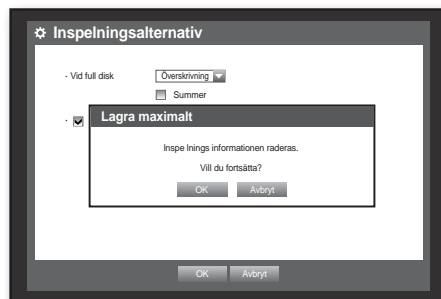 Inspelningsalternativ
· Vid full disk Överskrivning
Summer
·
Lagra maximalt
Inspe lnings informationen raderas.
Vill du fortsätta?
OK Avbryt
OK Avbryt